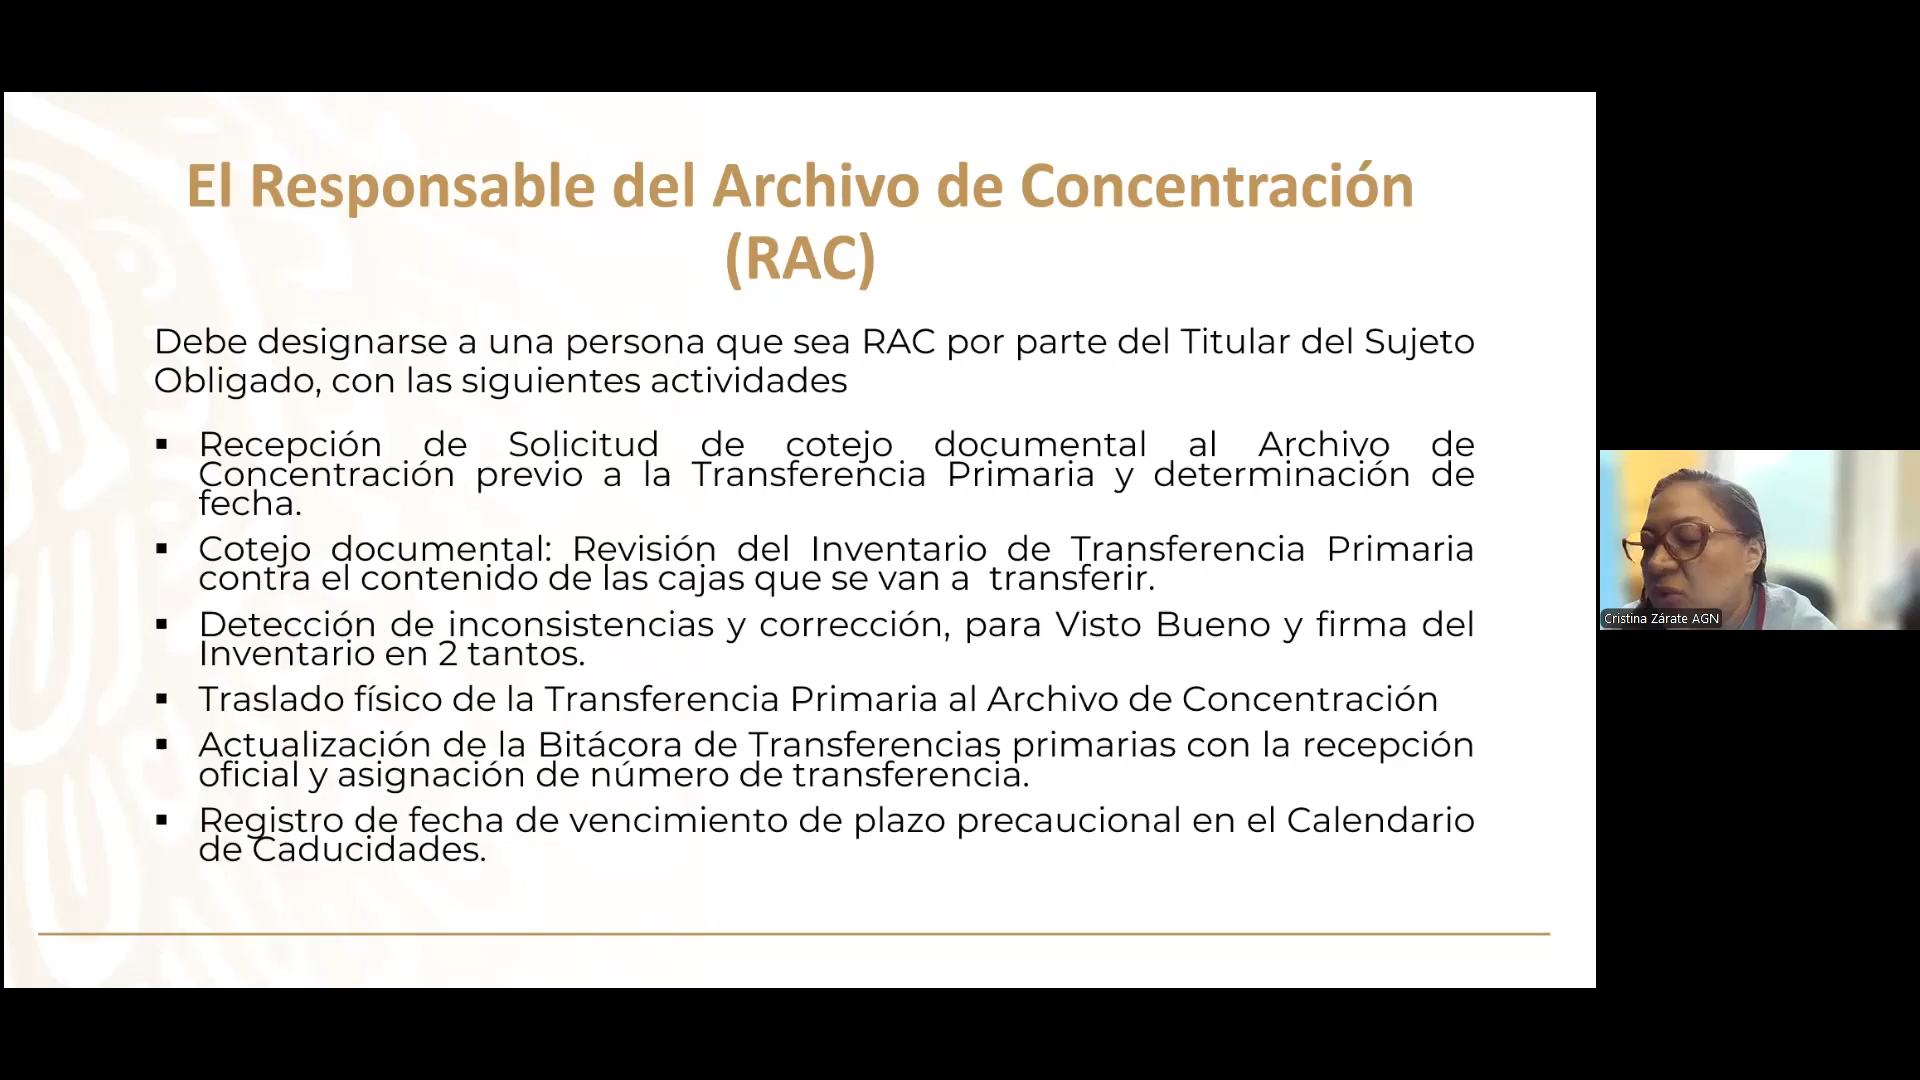 El Responsable del Archivo de Concentración
(RAC)
Debe designarse a una persona que sea RAC por parte del Titular del Sujeto
Obligado, con las siguientes actividades
▪ Recepción de Solicitud de cotejo documental al Archivo de
Concentración previo a la Transferencia Primaria y determinación de
fecha.
▪ Cotejo documental: Revisión del Inventario de Transferencia Primaria
contra el contenido de las cajas que se van a transferir.
▪ Detección de inconsistencias y corrección, para Visto Bueno y firma del
Inventario en 2 tantos.
▪ Traslado físico de la Transferencia Primaria al Archivo de Concentración
▪ Actualización de la Bitácora de Transferencias primarias con la recepción
oficial y asignación de número de transferencia.
▪ Registro de fecha de vencimiento de plazo precaucional en el Calendario
de Caducidades.
Cristina Zárate AGN